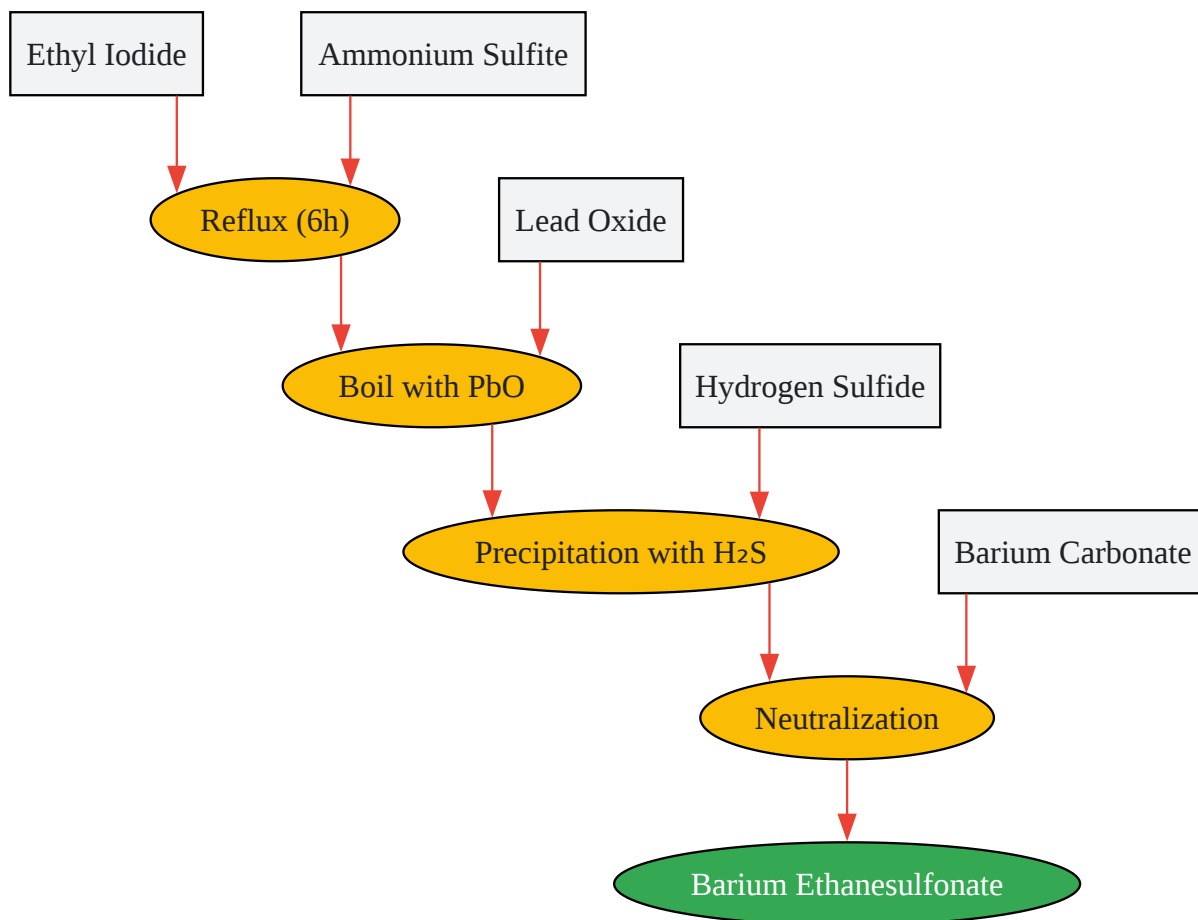 Ethyl Iodide
Ammonium Sulfite
Reflux (6h)
Lead Oxide
Boil with PbO
Hydrogen Sulfide
Precipitation with H₂S
Barium Carbonate
Neutralization
Barium Ethanesulfonate